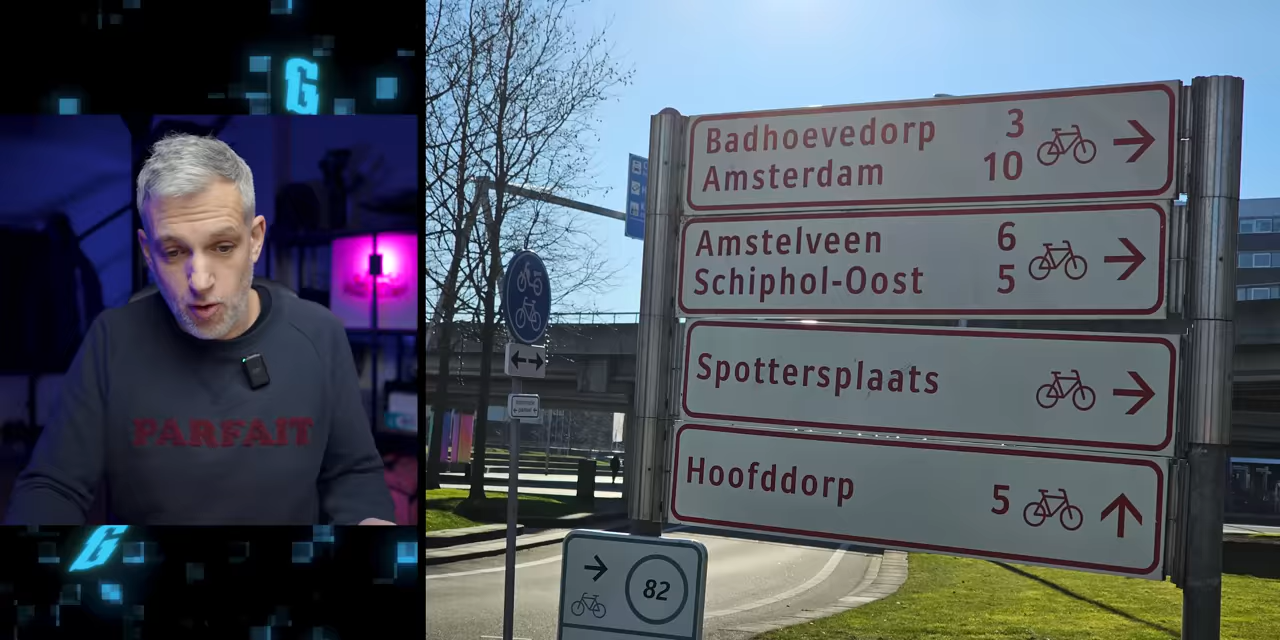 G
PARFAIT
G
Badhoevedorp 3
Amsterdam 10
Amstelveen 6
Schiphol-Oost 5
Spottersplaats
Hoofddorp 5
82